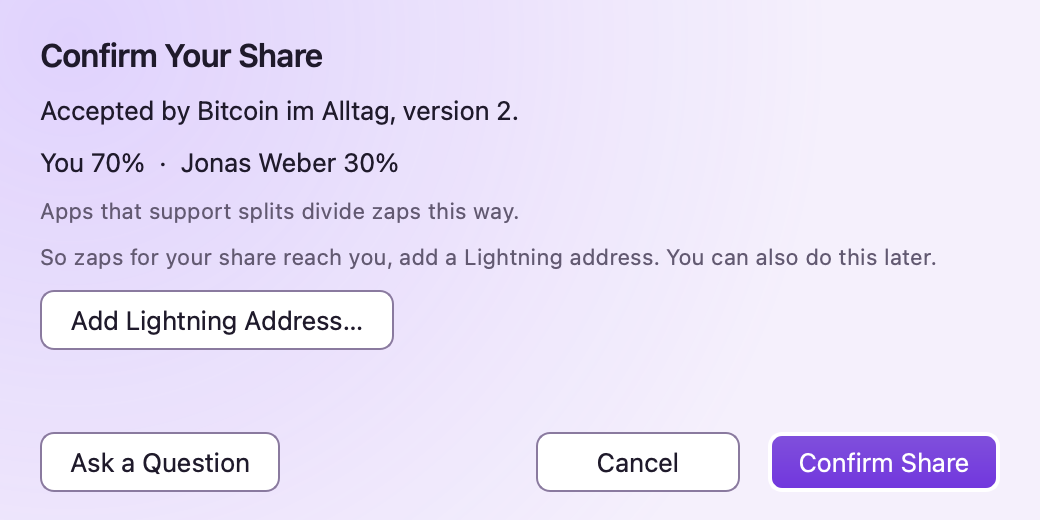 Confirm Your Share
Accepted by Bitcoin im Alltag, version 2.
You 70% · Jonas Weber 30%
Apps that support splits divide zaps this way.
So zaps for your share reach you, add a Lightning address. You can also do this later.
Add Lightning Address...
Ask a Question
Cancel
Confirm Share